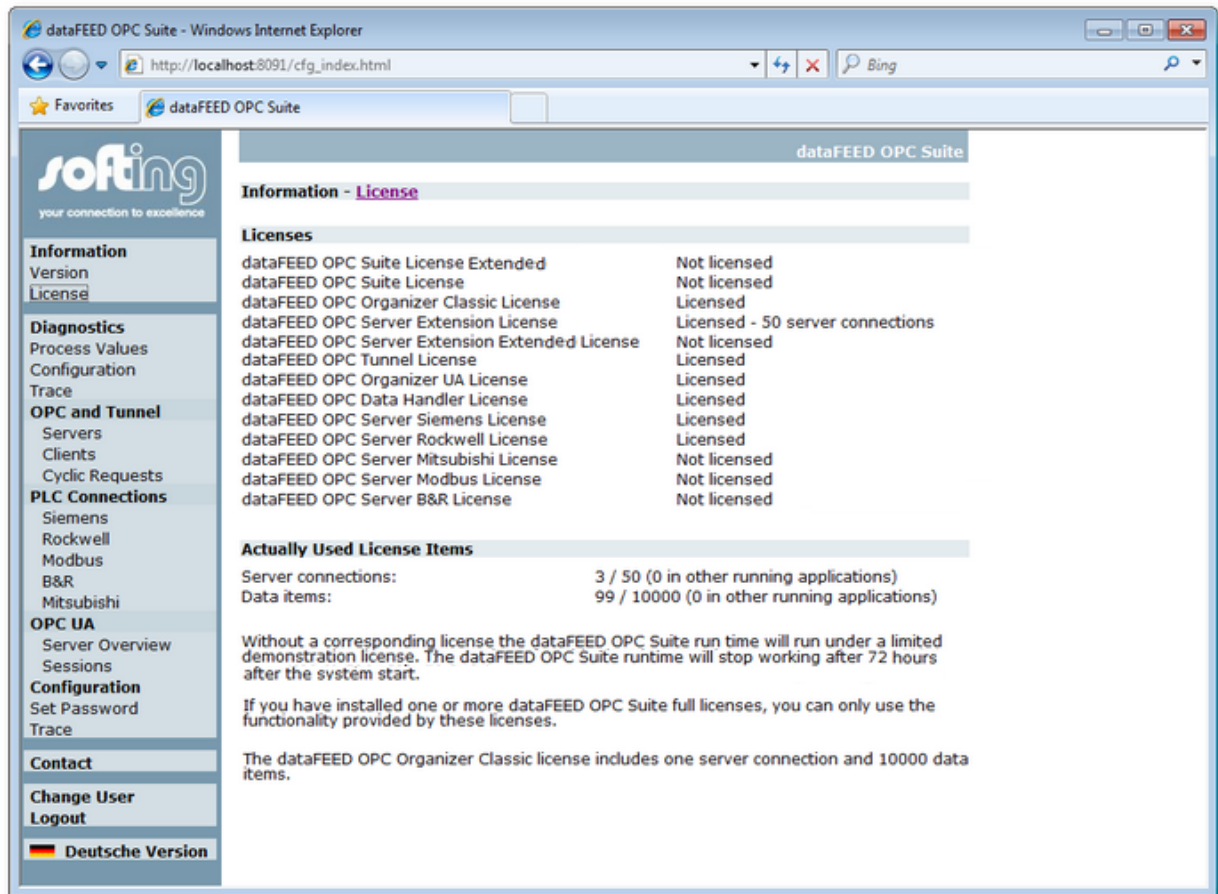 dataFEED OPC Suite - Windows Internet Explorer
http://localhost:8091/cfg_index.html
Bing
Favorites
dataFEED OPC Suite
softing
your connection to excellence
Information
Version
License
Diagnostics
Process Values
Configuration
Trace
OPC and Tunnel
Servers
Clients
Cyclic Requests
PLC Connections
Siemens
Rockwell
Modbus
B&R
Mitsubishi
OPC UA
Server Overview
Sessions
Configuration
Set Password
Trace
Contact
Change User
Logout
Deutsche Version
dataFEED OPC Suite
Information - License
Licenses
dataFEED OPC Suite License Extended Not licensed
dataFEED OPC Suite License Not licensed
dataFEED OPC Organizer Classic License Licensed
dataFEED OPC Server Extension License Licensed - 50 server connections
dataFEED OPC Server Extension Extended License Not licensed
dataFEED OPC Tunnel License Licensed
dataFEED OPC Organizer UA License Licensed
dataFEED OPC Data Handler License Licensed
dataFEED OPC Server Siemens License Licensed
dataFEED OPC Server Rockwell License Licensed
dataFEED OPC Server Mitsubishi License Not licensed
dataFEED OPC Server Modbus License Not licensed
dataFEED OPC Server B&R License Not licensed
Actually Used License Items
Server connections: 3 / 50 (0 in other running applications)
Data items: 99 / 10000 (0 in other running applications)
Without a corresponding license the dataFEED OPC Suite run time will run under a limited
demonstration license. The dataFEED OPC Suite runtime will stop working after 72 hours
after the system start.
If you have installed one or more dataFEED OPC Suite full licenses, you can only use the
functionality provided by these licenses.
The dataFEED OPC Organizer Classic license includes one server connection and 10000 data
items.